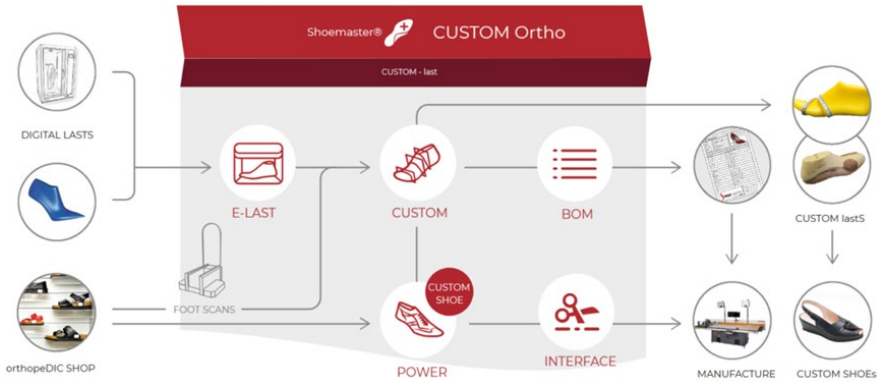 Shoemaster® CUSTOM Ortho
CUSTOM - last
DIGITAL LASTS
E-LAST
CUSTOM
BOM
CUSTOM lastS
FOOT SCANS
CUSTOM
SHOE
orthopeDIC SHOP
POWER
INTERFACE
MANUFACTURE
CUSTOM SHOEs